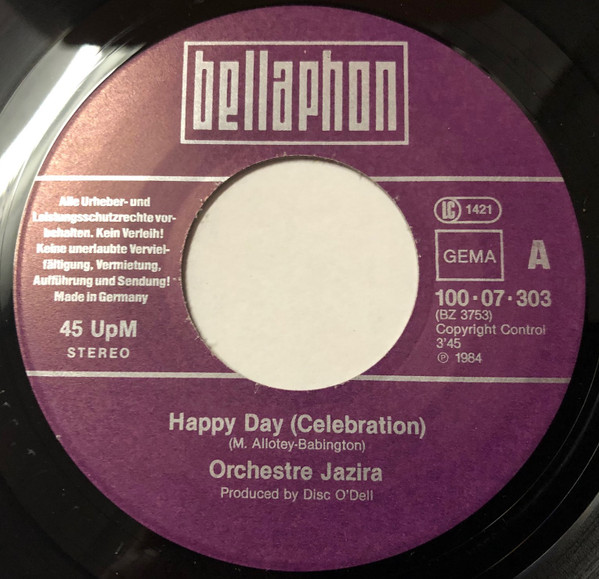 bellaphon
Alle Urheber- und
Leistungsschutzrechte vor-
behalten. Kein Verleih!
Keine unerlaubte Verviel-
fältigung, Vermietung,
Aufführung und Sendung!
Made in Germany
45 UpM
STEREO
LC 1421
GEMA
A
100·07·303
(BZ 3753)
Copyright Control
3'45
℗ 1984
Happy Day (Celebration)
(M. Allotey-Babington)
Orchestre Jazira
Produced by Disc O'Dell